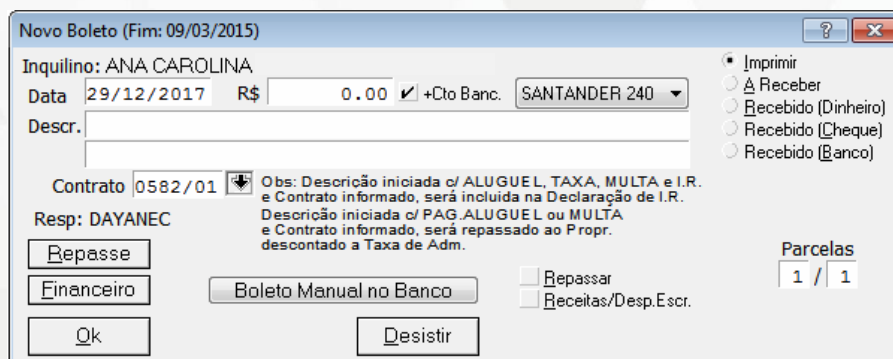 Novo Boleto (Fim: 09/03/2015)
Inquilino: ANA CAROLINA
Imprimir
Data 29/12/2017 R$ 0.00 +Cto Banc. SANTANDER 240
A Receber
Recebido (Dinheiro)
Descr.
Recebido (Cheque)
Recebido (Banco)
Contrato 0582/01
Obs: Descrição iniciada c/ ALUGUEL, TAXA, MULTA e I.R.
e Contrato informado, será incluida na Declaração de I.R.
Resp: DAYANEC
Descrição iniciada c/ PAG.ALUGUEL ou MULTA
e Contrato informado, será repassado ao Propr.
descontado a Taxa de Adm.
Repasse
Parcelas
1 / 1
Financeiro
Boleto Manual no Banco
Repassar
Receitas/Desp.Escr.
Ok
Desistir